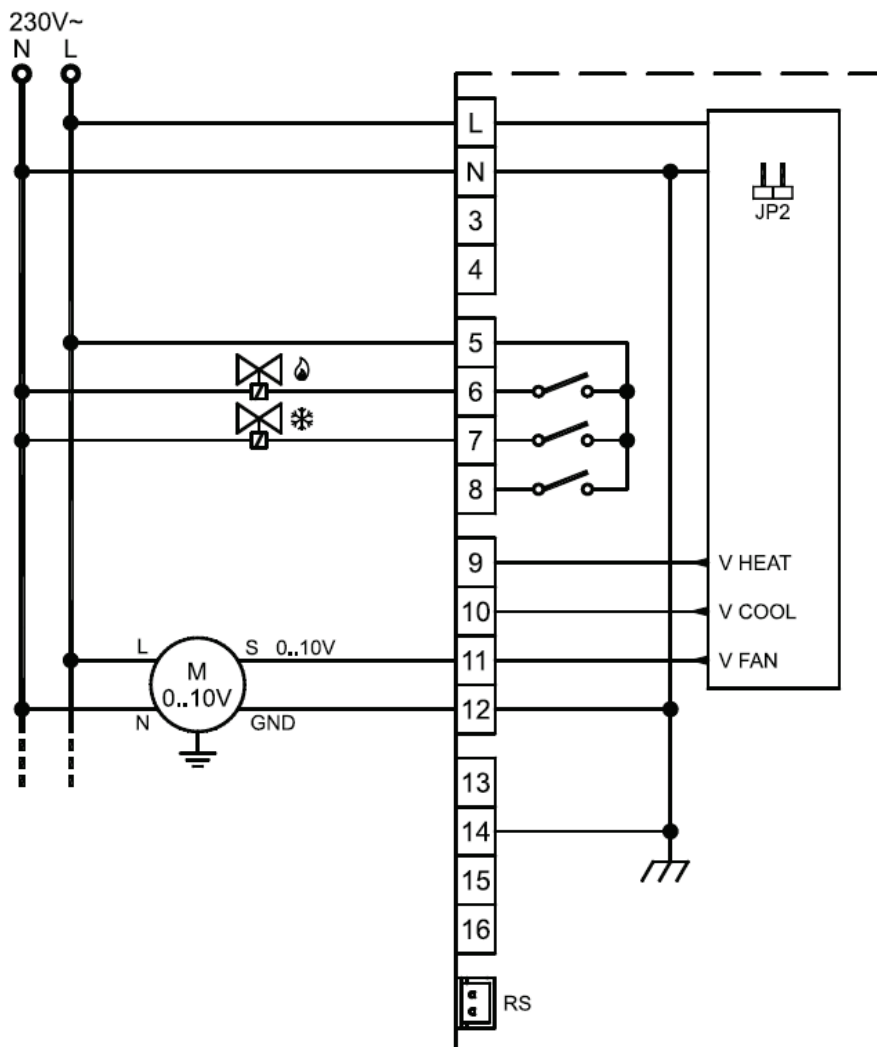 230V~
N L
L
N
JP2
3
4
5
6
7
8
9 V HEAT
10 V COOL
L S 0..10V 11 V FAN
M
0..10V
N GND 12
13
14
15
16
RS